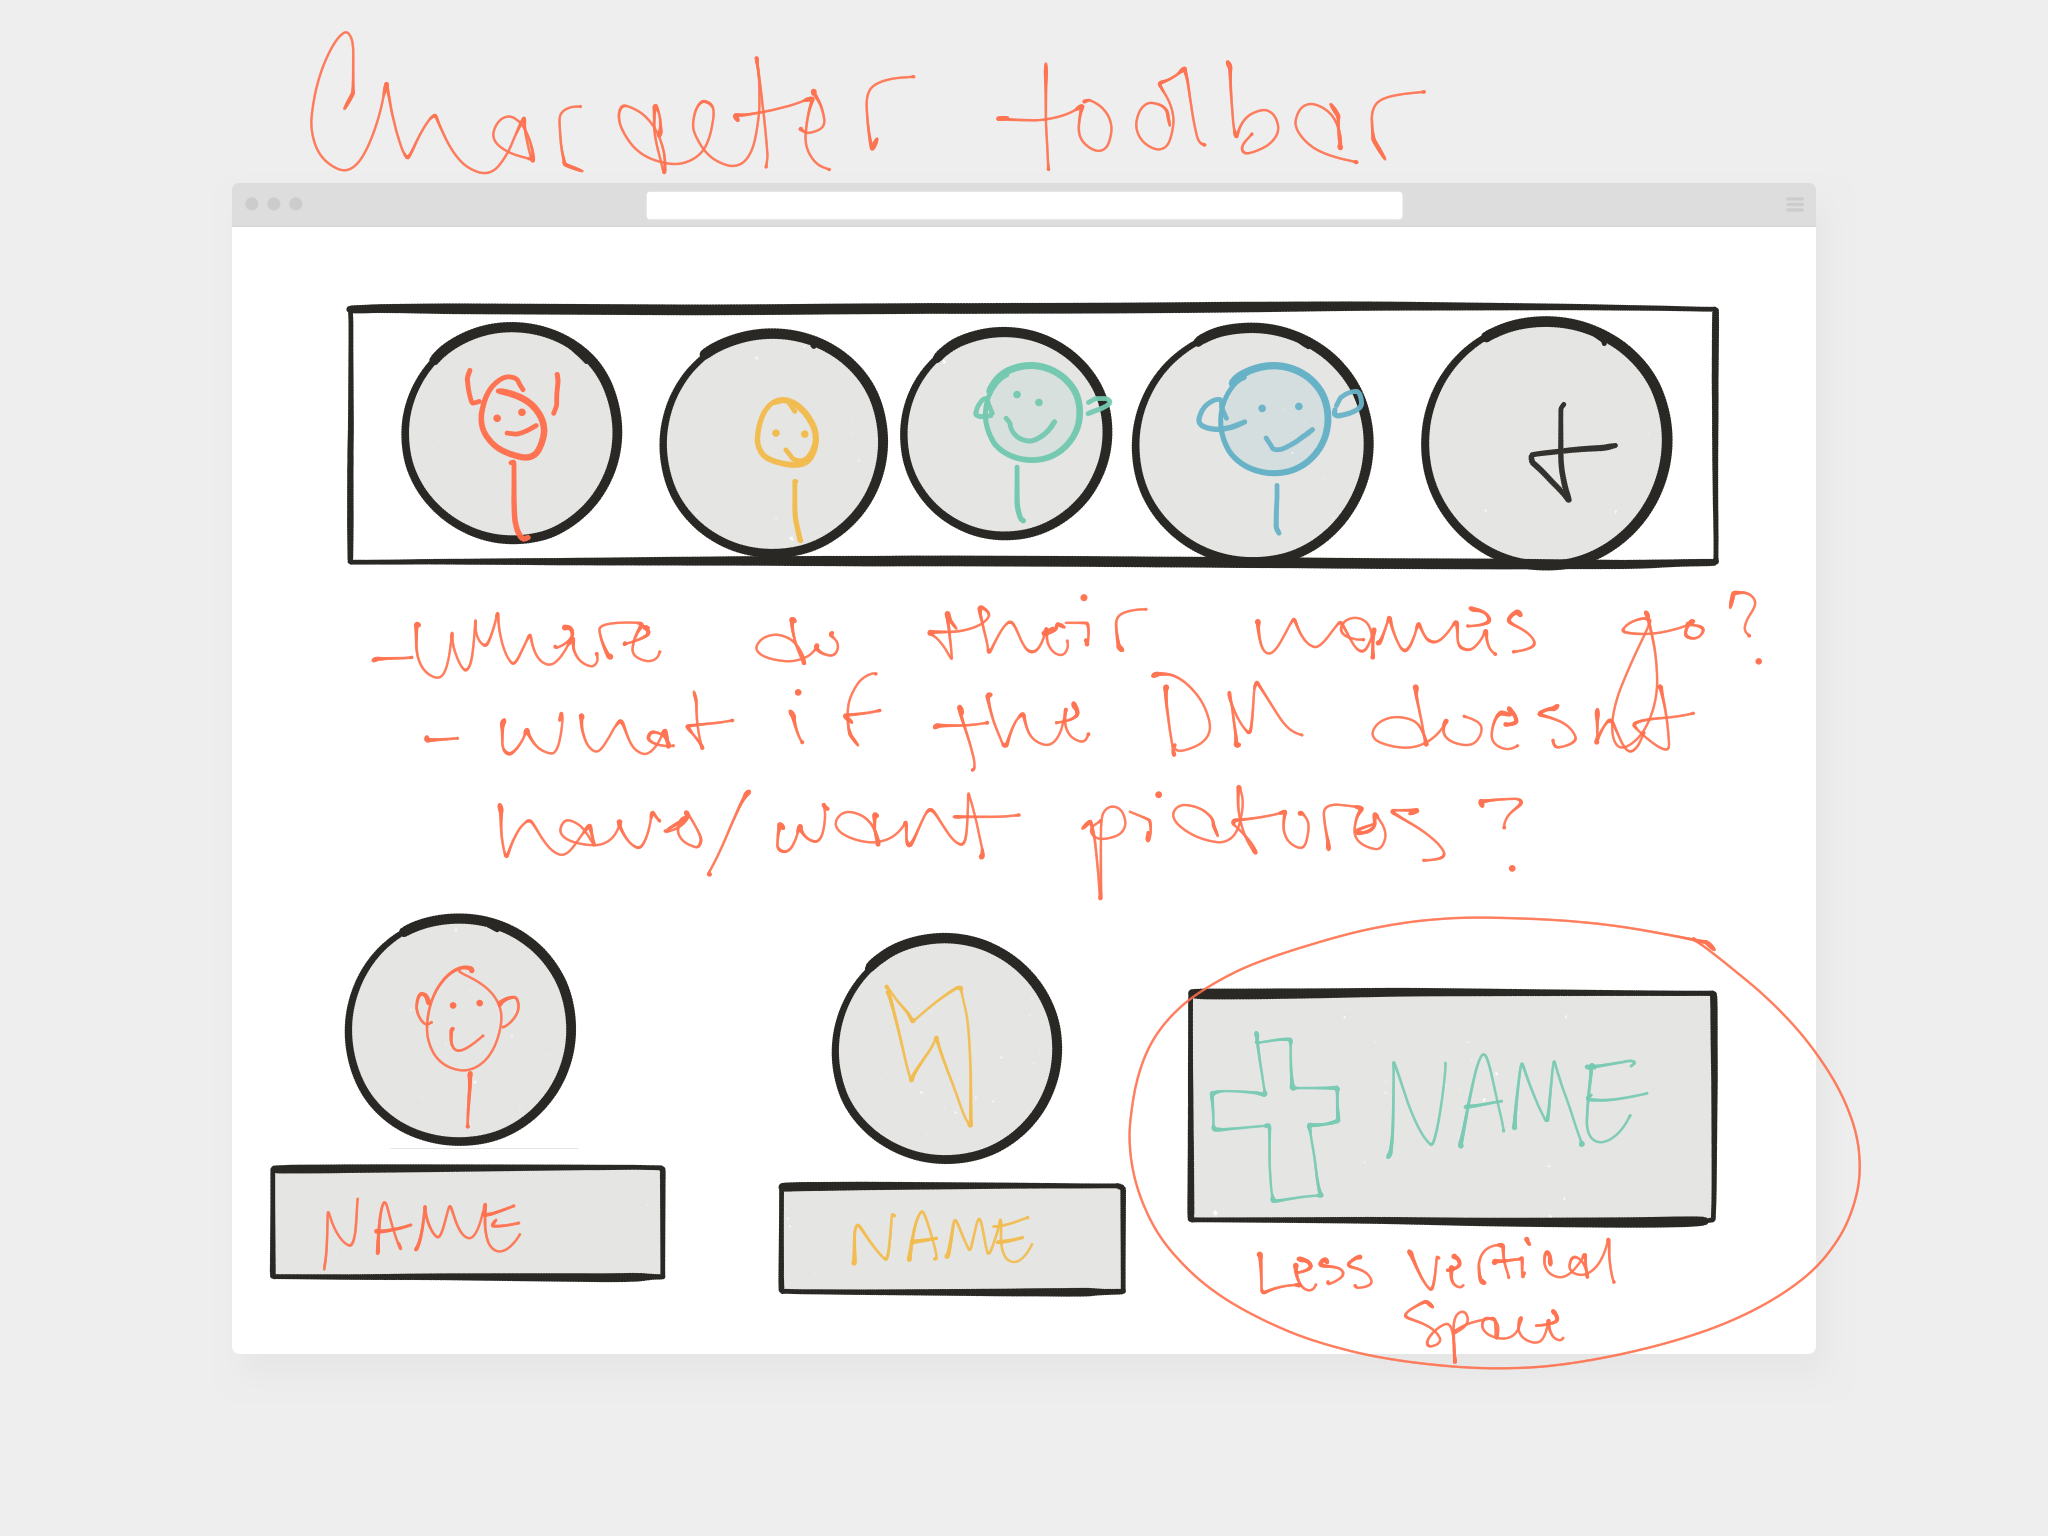 Character toolbar
- Where do their names go?
- what if the DM doesnt
have/want pictures?
NAME
NAME
NAME
Less vertical
space